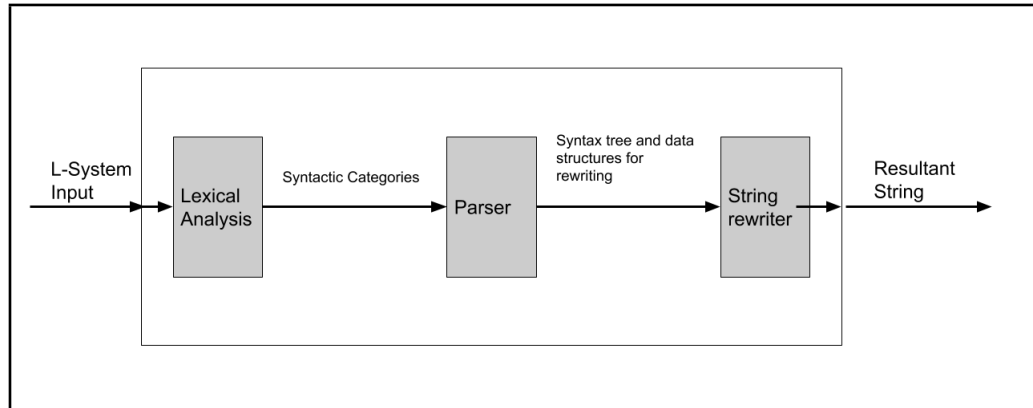 L-System
Input
Lexical
Analysis
Syntactic Categories
Parser
Syntax tree and data
structures for
rewriting
String
rewriter
Resultant
String